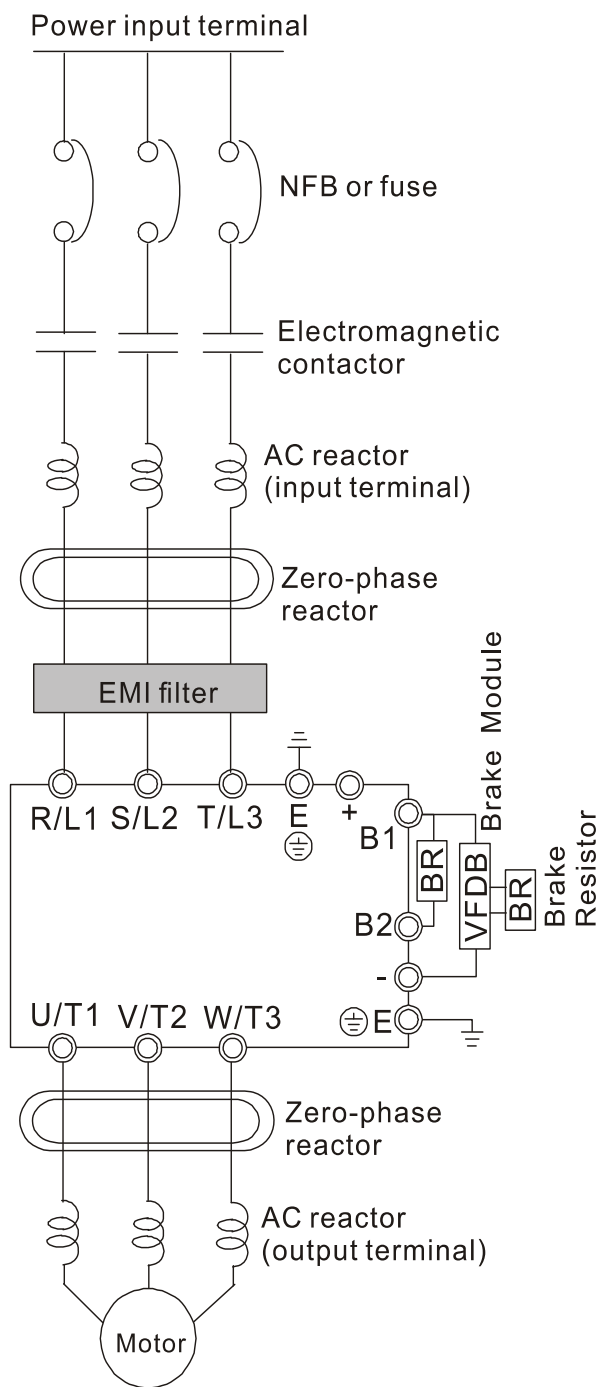 Power input terminal
NFB or fuse
Electromagnetic
contactor
AC reactor
(input terminal)
Zero-phase
reactor
EMI filter
R/L1 S/L2 T/L3 E +
B1
B2
-
E
BR
VFDB
BR
Brake Module
Brake
Resistor
U/T1 V/T2 W/T3
Zero-phase
reactor
AC reactor
(output terminal)
Motor